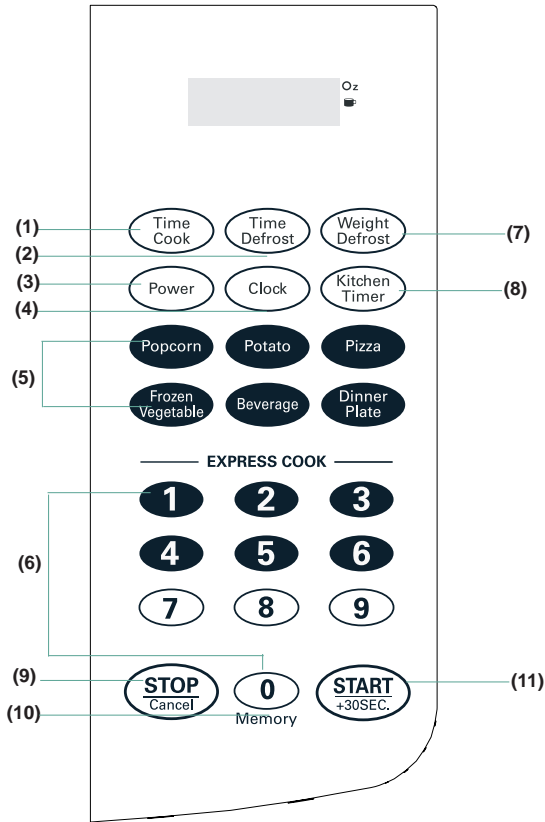 Oz
(1)
Time
Cook
(2)
Time
Defrost
Weight
Defrost
(7)
(3)
Power
(4)
Clock
Kitchen
Timer
(8)
(5)
Popcorn
Potato
Pizza
Frozen
Vegetable
Beverage
Dinner
Plate
EXPRESS COOK
1
2
3
(6)
4
5
6
7
8
9
(9)
STOP
Cancel
0
START
+30SEC.
(11)
(10)
Memory